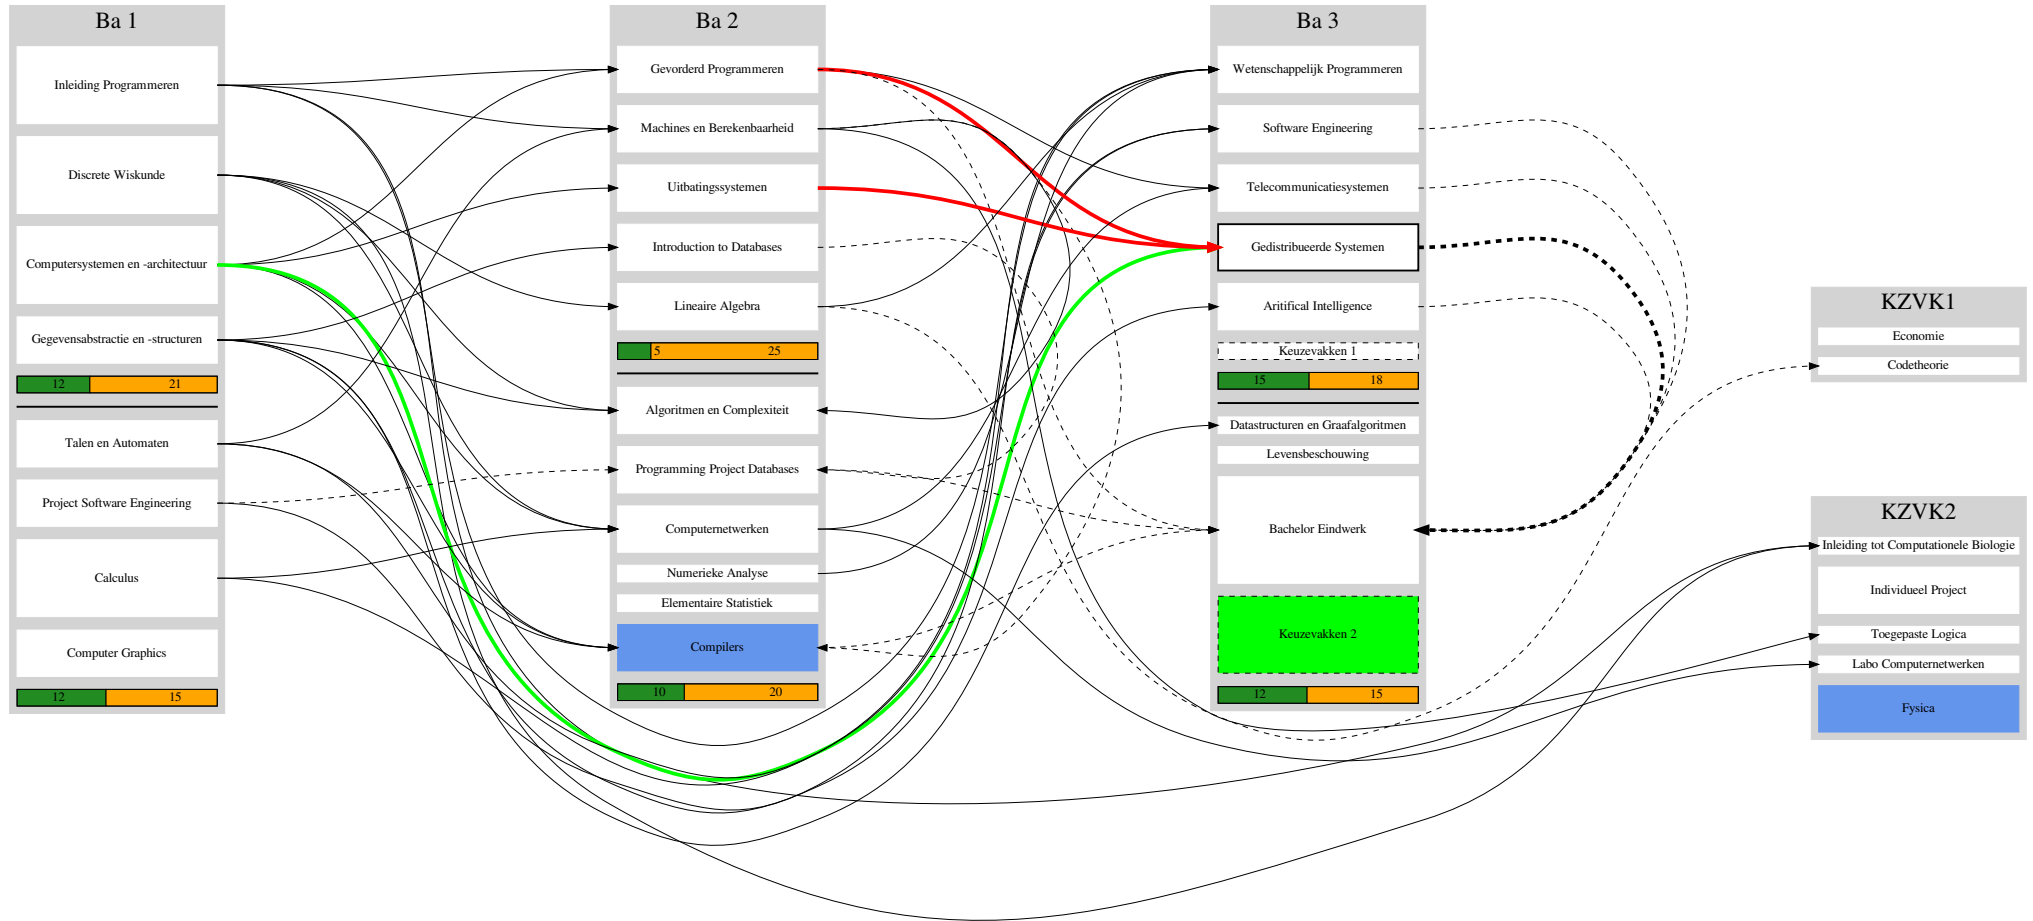 Ba 1
Inleiding Programmeren
Discrete Wiskunde
Computersystemen en -architectuur
Gegevensabstractie en -structuren
12 21
Talen en Automaten
Project Software Engineering
Calculus
Computer Graphics
12 15
Ba 2
Gevorderd Programmeren
Machines en Berekenbaarheid
Uitbatingssystemen
Introduction to Databases
Lineaire Algebra
5 25
Algoritmen en Complexiteit
Programming Project Databases
Computernetwerken
Numerieke Analyse
Elementaire Statistiek
Compilers
10 20
Ba 3
Wetenschappelijk Programmeren
Software Engineering
Telecommunicatiesystemen
Gedistribueerde Systemen
Aritifical Intelligence
Keuzevakken 1
15 18
Datastructuren en Graafalgoritmen
Levensbeschouwing
Bachelor Eindwerk
Keuzevakken 2
12 15
KZVK1
Economie
Codetheorie
KZVK2
Inleiding tot Computationele Biologie
Individueel Project
Toegepaste Logica
Labo Computernetwerken
Fysica